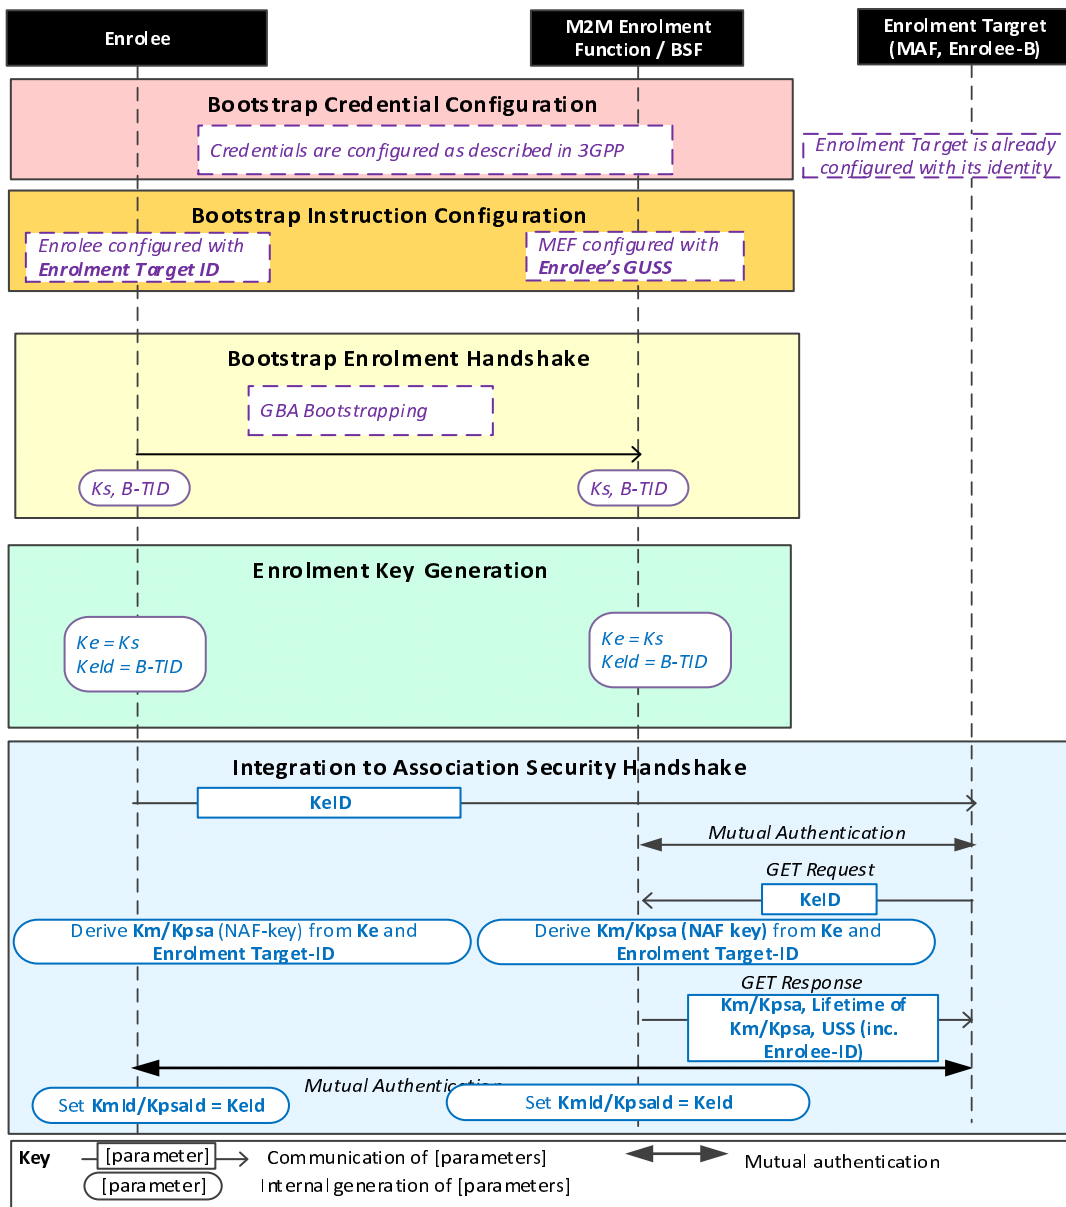 Enrolee
M2M Enrolment
Function / BSF
Enrolment Targret
(MAF, Enrolee-B)
Bootstrap Credential Configuration
Credentials are configured as described in 3GPP
Enrolment Target is already
configured with its identity
Bootstrap Instruction Configuration
Enrolee configured with
Enrolment Target ID
MEF configured with
Enrolee's GUSS
Bootstrap Enrolment Handshake
GBA Bootstrapping
Ks, B-TID
Ks, B-TID
Enrolment Key Generation
Ke = Ks
KeId = B-TID
Ke = Ks
KeId = B-TID
Integration to Association Security Handshake
KeID
Mutual Authentication
GET Request
KeID
Derive Km/Kpsa (NAF-key) from Ke and
Enrolment Target-ID
Derive Km/Kpsa (NAF key) from Ke and
Enrolment Target-ID
GET Response
Km/Kpsa, Lifetime of
Km/Kpsa, USS (inc.
Enrolee-ID)
Mutual Authentication
Set KmId/KpsaId = KeId
Set KmId/KpsaId = KeId
Key
[parameter]
Communication of [parameters]
Mutual authentication
[parameter]
Internal generation of [parameters]